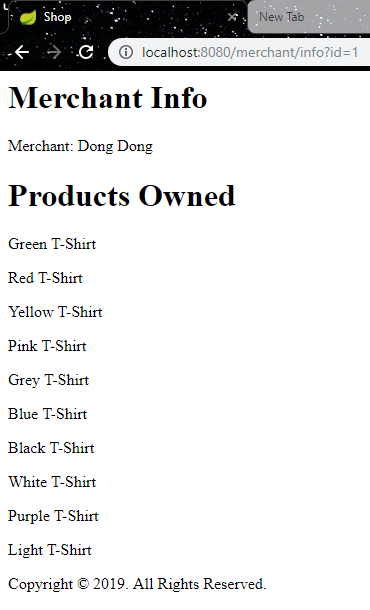 Shop
New Tab
localhost:8080/merchant/info?id=1
Merchant Info
Merchant: Dong Dong
Products Owned
Green T-Shirt
Red T-Shirt
Yellow T-Shirt
Pink T-Shirt
Grey T-Shirt
Blue T-Shirt
Black T-Shirt
White T-Shirt
Purple T-Shirt
Light T-Shirt
Copyright © 2019. All Rights Reserved.